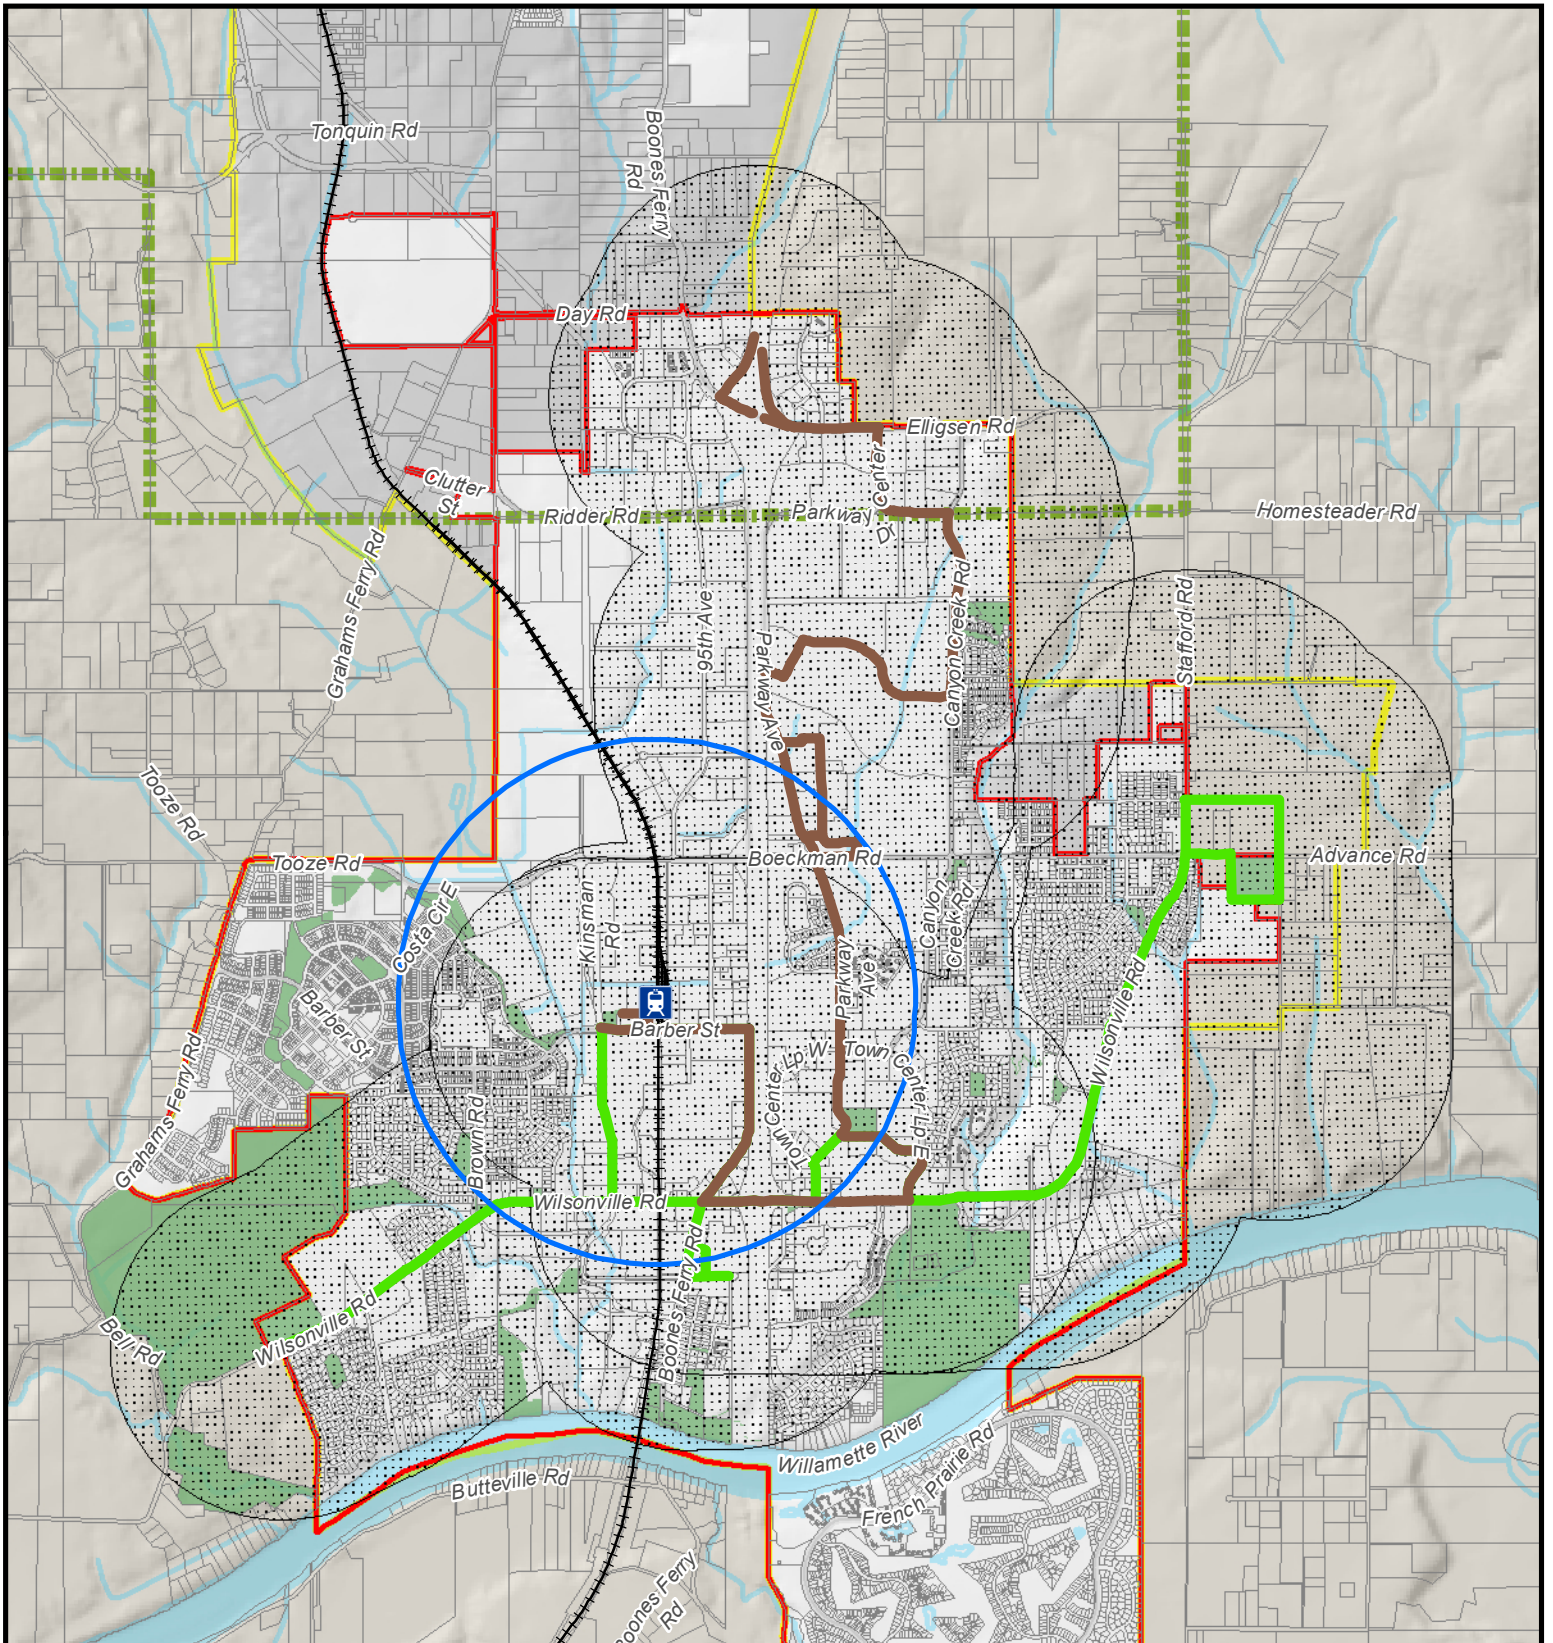 Tonquin Rd
Boones Ferry
Rd
Day Rd
Elligsen Rd
Clutter
St
Center
Ridder Rd
Parkway
Dr
Homesteader Rd
Grahams Ferry Rd
95th Ave
Canyon Creek Rd
Stafford Rd
Parkway Ave
Tooze Rd
Tooze Rd
Boeckman Rd
Advance Rd
Costa Cir E
Kinsman
Rd
Canyon
Creek Rd
Parkway
Ave
Barber St
Barber St
Wilsonville Rd
Town Center Lp W
Town Center Lp E
Grahams Ferry Rd
Brown Rd
Wilsonville Rd
Boones Ferry Rd
Wilsonville Rd
Bell Rd
Willamette River
Butteville Rd
French Prairie Rd
Boones Ferry
Rd